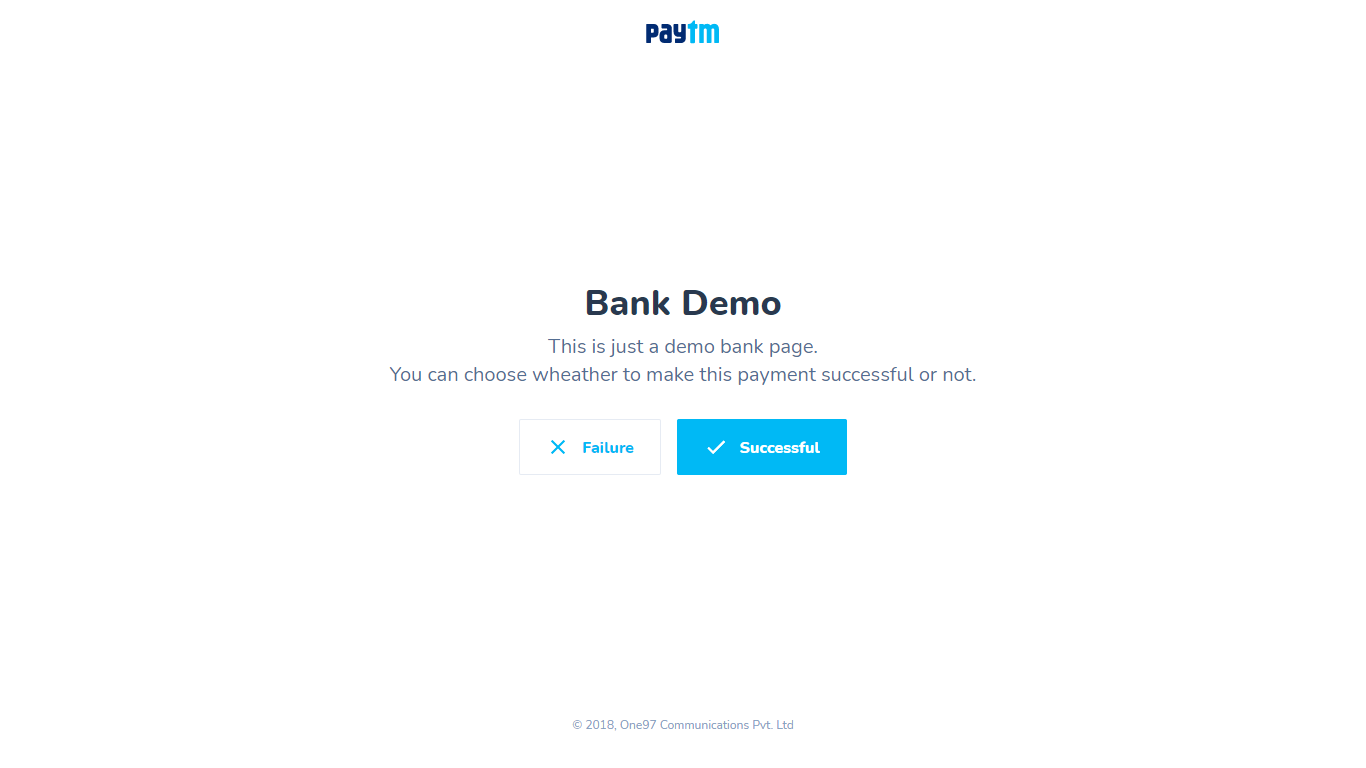 paytm
Bank Demo
This is just a demo bank page.
You can choose wheather to make this payment successful or not.
Failure
Successful
© 2018, One97 Communications Pvt. Ltd